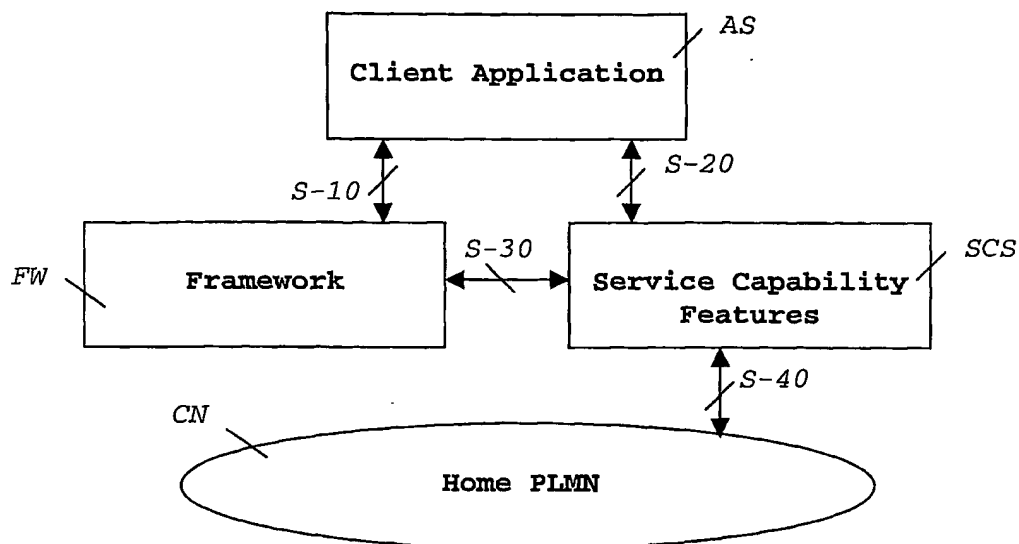 AS
Client Application
S-10
S-20
FW
Framework
S-30
SCS
Service Capability
Features
S-40
CN
Home PLMN